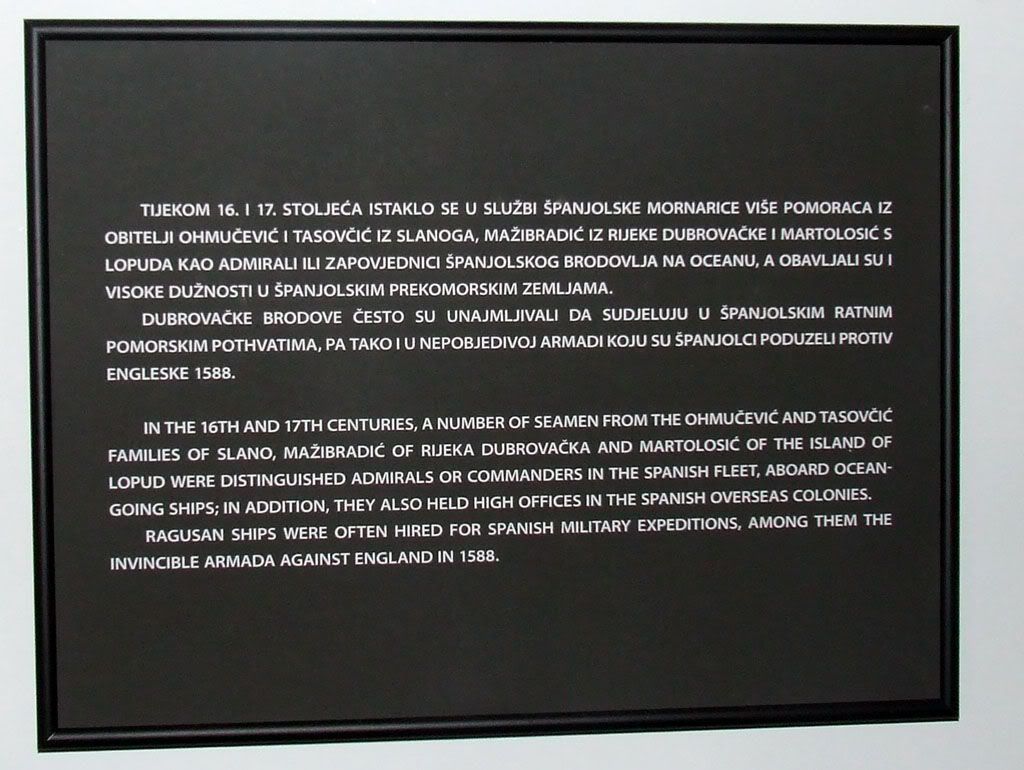 TIJEKOM 16. I 17. STOLJEĆA ISTAKLO SE U SLUŽBI ŠPANJOLSKE MORNARICE VIŠE POMORACA IZ
OBITELJI OHMUČEVIĆ I TASOVČIĆ IZ SLANOGA, MAŽIBRADIĆ IZ RIJEKE DUBROVAČKE I MARTOLOSIĆ S
LOPUDA KAO ADMIRALI ILI ZAPOVJEDNICI ŠPANJOLSKOG BRODOVLJA NA OCEANU, A OBAVLJALI SU I
VISOKE DUŽNOSTI U ŠPANJOLSKIM PREKOMORSKIM ZEMLJAMA.
DUBROVAČKE BRODOVE ČESTO SU UNAJMLJIVALI DA SUDJELUJU U ŠPANJOLSKIM RATNIM
POMORSKIM POTHVATIMA, PA TAKO I U NEPOBJEDIVOJ ARMADI KOJU SU ŠPANJOLCI PODUZELI PROTIV
ENGLESKE 1588.
IN THE 16TH AND 17TH CENTURIES, A NUMBER OF SEAMEN FROM THE OHMUČEVIĆ AND TASOVČIĆ
FAMILIES OF SLANO, MAŽIBRADIĆ OF RIJEKA DUBROVAČKA AND MARTOLOSIĆ OF THE ISLAND OF
LOPUD WERE DISTINGUISHED ADMIRALS OR COMMANDERS IN THE SPANISH FLEET, ABOARD OCEAN-
GOING SHIPS; IN ADDITION, THEY ALSO HELD HIGH OFFICES IN THE SPANISH OVERSEAS COLONIES.
RAGUSAN SHIPS WERE OFTEN HIRED FOR SPANISH MILITARY EXPEDITIONS, AMONG THEM THE
INVINCIBLE ARMADA AGAINST ENGLAND IN 1588.